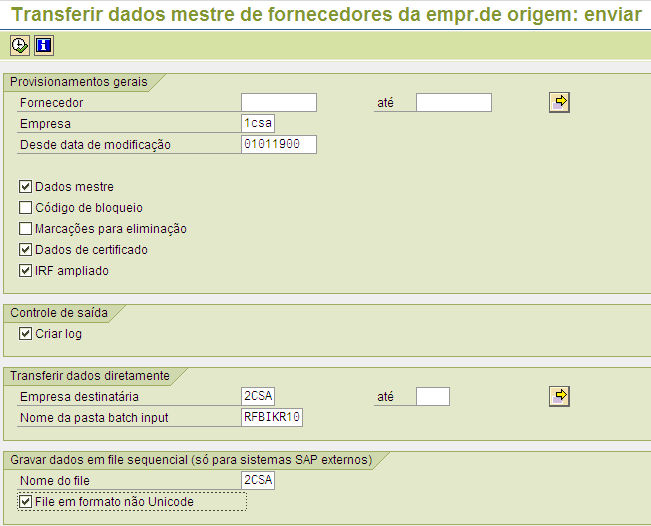 Transferir dados mestre de fornecedores da empr.de origem: enviar
Provisionamentos gerais
Fornecedor até
Empresa 1csa
Desde data de modificação 01011900
Dados mestre
Código de bloqueio
Marcações para eliminação
Dados de certificado
IRF ampliado
Controle de saída
Criar log
Transferir dados diretamente
Empresa destinatária 2CSA até
Nome da pasta batch input RFBIKR10
Gravar dados em file sequencial (só para sistemas SAP externos)
Nome do file 2CSA
File em formato não Unicode